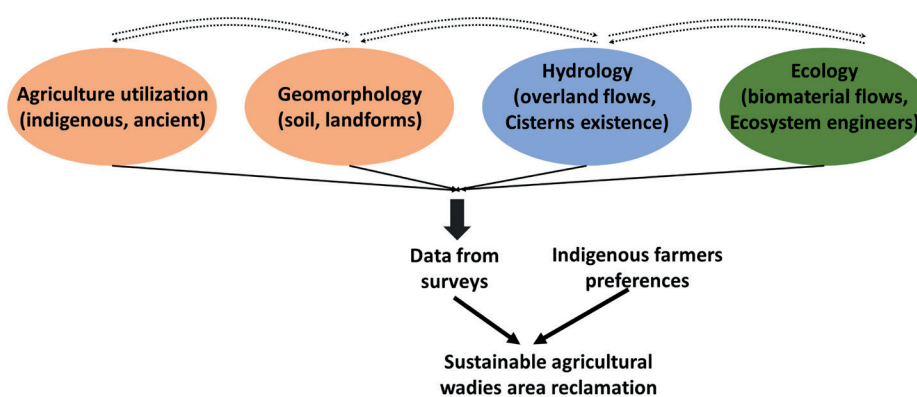 Agriculture utilization
(indigenous, ancient)
Geomorphology
(soil, landforms)
Hydrology
(overland flows,
Cisterns existence)
Ecology
(biomaterial flows,
Ecosystem engineers)
Data from
surveys
Indigenous farmers
preferences
Sustainable agricultural
wadies area reclamation